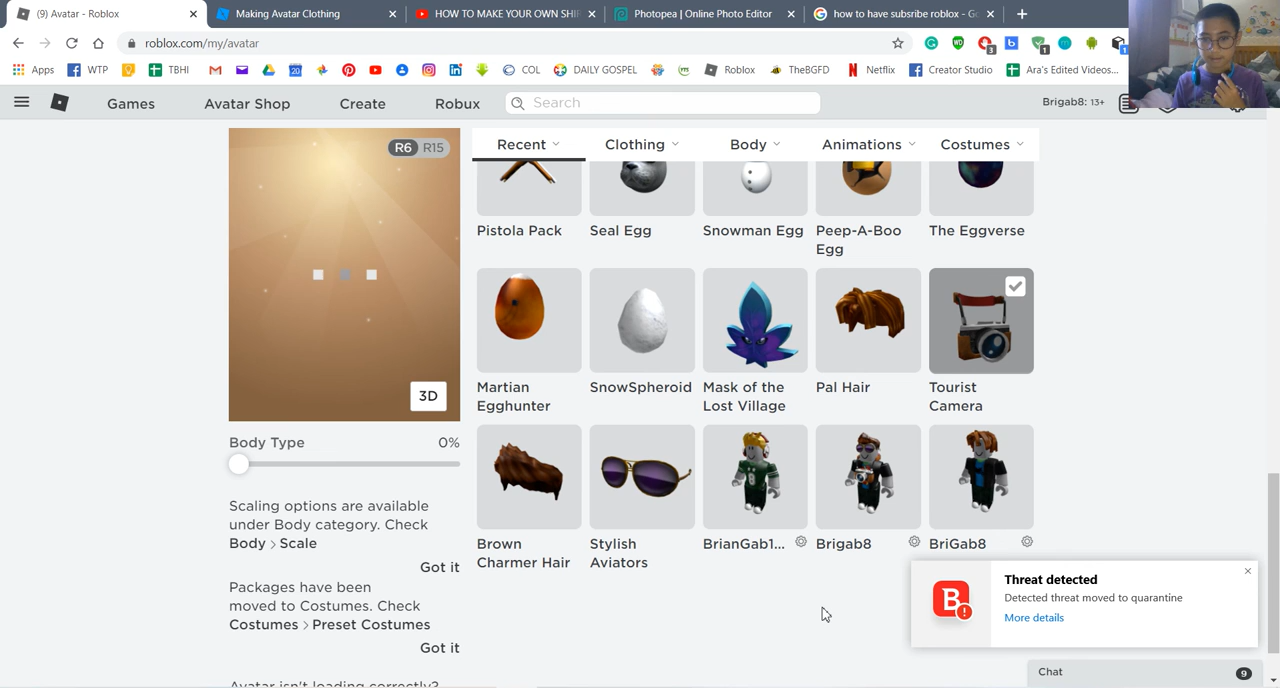 (9) Avatar - Roblox
Making Avatar Clothing
HOW TO MAKE YOUR OWN SHI
Photopea | Online Photo Editor
how to have subsribe roblox - Go
roblox.com/my/avatar
Apps
WTP
TBHI
COL
DAILY GOSPEL
Roblox
TheBGFD
Netflix
Creator Studio
Ara's Edited Videos...
Games
Avatar Shop
Create
Robux
Search
Brigab8: 13+
R6 R15
Recent
Clothing
Body
Animations
Costumes
Pistola Pack
Seal Egg
Snowman Egg
Peep-A-Boo
Egg
The Eggverse
Martian
Egghunter
SnowSpheroid
Mask of the
Lost Village
Pal Hair
Tourist
Camera
3D
Body Type 0%
Scaling options are available
under Body category. Check
Body > Scale
Got it
Packages have been
moved to Costumes. Check
Costumes > Preset Costumes
Got it
Avatar isn't loading correctly?
Brown
Charmer Hair
Stylish
Aviators
BrianGab1...
Brigab8
BriGab8
Threat detected
Detected threat moved to quarantine
More details
Chat 9